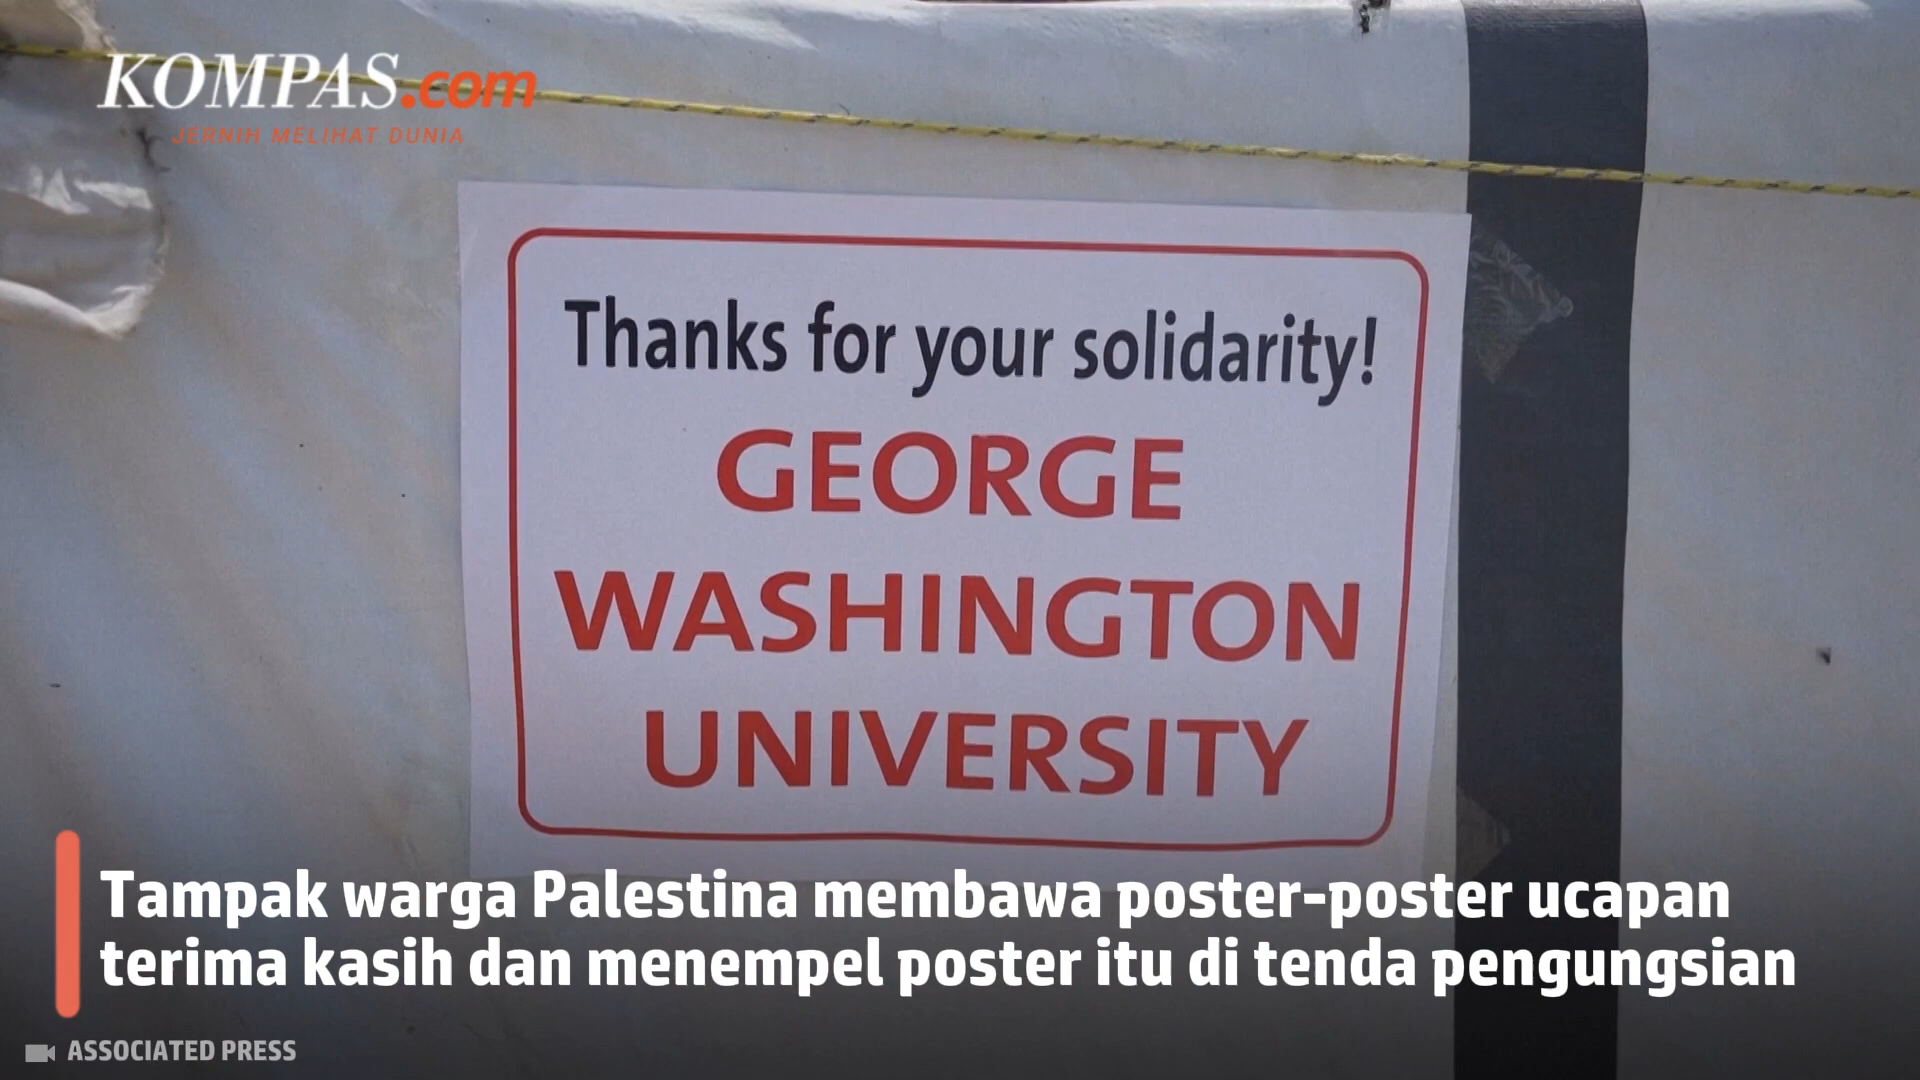 KOMPAS.com
JERNIH MELIHAT DUNIA
Thanks for your solidarity!
GEORGE
WASHINGTON
UNIVERSITY
Tampak warga Palestina membawa poster-poster ucapan
terima kasih dan menempel poster itu di tenda pengungsian
ASSOCIATED PRESS